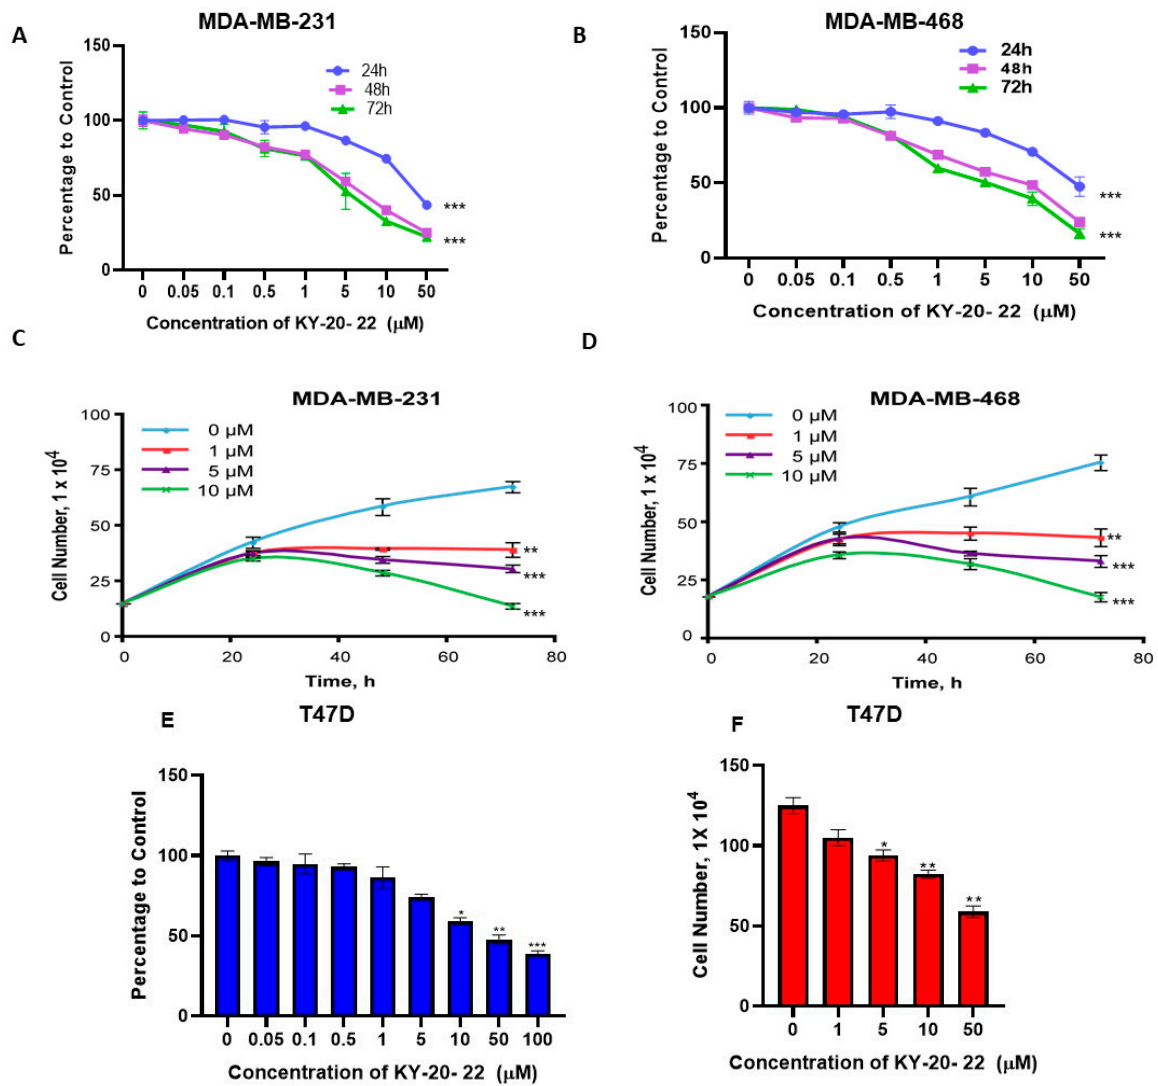 A
MDA-MB-231
150
100
50
0
Percentage to Control
24h
48h
72h
***
***
0 0.05 0.1 0.5 1 5 10 50
Concentration of KY-20- 22 (μM)
B
MDA-MB-468
150
100
50
0
Percentage to Control
24h
48h
72h
***
***
0 0.05 0.1 0.5 1 5 10 50
Concentration of KY-20- 22 (μM)
C
MDA-MB-231
100
75
50
25
0
Cell Number, 1 x 10⁴
0 μM
1 μM
5 μM
10 μM
**
***
***
0 20 40 60 80
Time, h
D
MDA-MB-468
100
75
50
25
0
Cell Number, 1 x 10⁴
0 μM
1 μM
5 μM
10 μM
**
***
***
0 20 40 60 80
Time, h
E
T47D
150
100
50
0
Percentage to Control
* ** ***
0 0.05 0.1 0.5 1 5 10 50 100
Concentration of KY-20- 22 (μM)
F
T47D
150
100
50
0
Cell Number, 1X 10⁴
* ** **
0 1 5 10 50
Concentration of KY-20- 22 (μM)